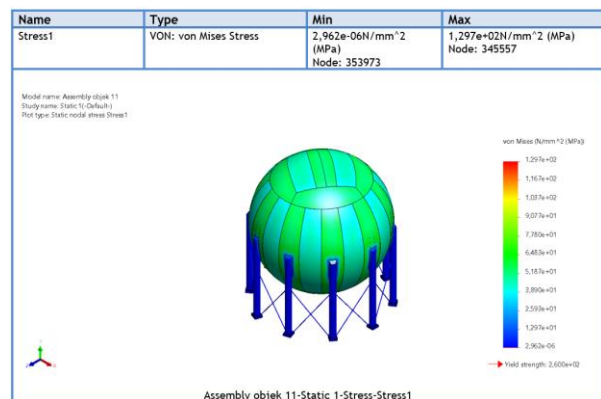 Name Type Min Max
Stress1 VON: von Mises Stress 2,962e-06N/mm^2 1,297e+02N/mm^2 (MPa)
(MPa) Node: 345557
Node: 353973
Model name: Assembly objek 11
Study name: Static 1(-Default-)
Plot type: Static nodal stress Stress1
von Mises (N/mm^2 (MPa))
1,297e+02
1,167e+02
1,037e+02
9,077e+01
7,780e+01
6,483e+01
5,187e+01
3,890e+01
2,593e+01
1,297e+01
2,962e-06
Yield strength: 2,600e+02
Assembly objek 11-Static 1-Stress-Stress1